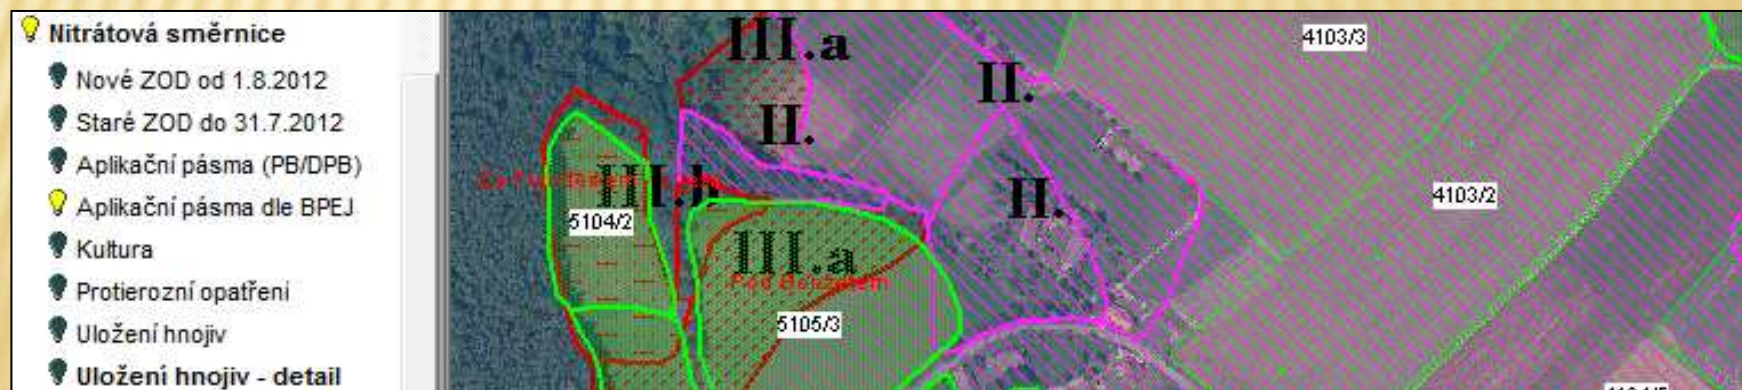 Nitrátová směrnice
Nové ZOD od 1.8.2012
Staré ZOD do 31.7.2012
Aplikační pásma (PB/DPB)
Aplikační pásma dle BPEJ
Kultura
Protierozní opatření
Uložení hnojiv
Uložení hnojiv - detail
III.a
4103/3
II.
II.
III.b
4103/2
II.
5104/2
III.a
5105/3